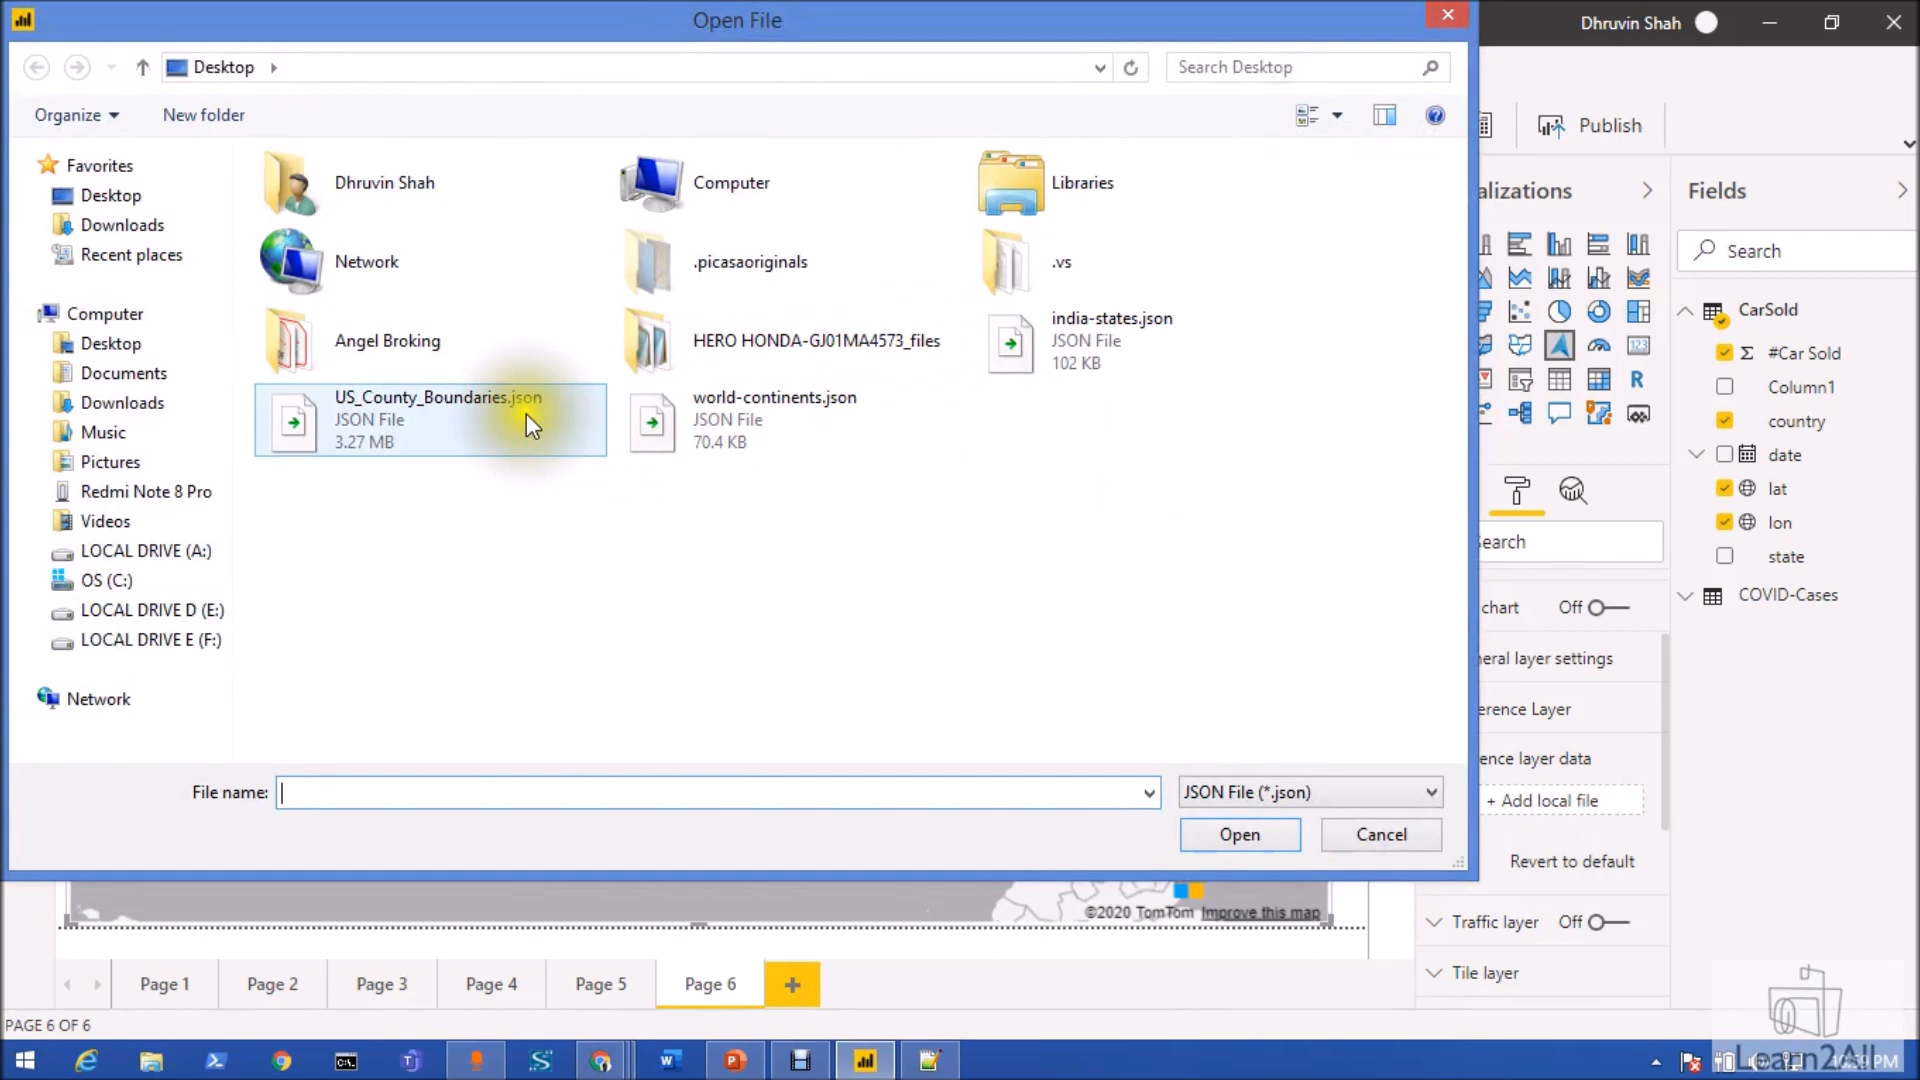 Open File
Dhruvin Shah
Desktop
Search Desktop
Organize
New folder
Publish
Favorites
Desktop
Downloads
Recent places
Computer
Desktop
Documents
Downloads
Music
Pictures
Redmi Note 8 Pro
Videos
LOCAL DRIVE (A:)
OS (C:)
LOCAL DRIVE D (E:)
LOCAL DRIVE E (F:)
Network
Dhruvin Shah
Computer
Libraries
Network
.picasaoriginals
.vs
Angel Broking
HERO HONDA-GJ01MA4573_files
india-states.json
JSON File
102 KB
US_County_Boundaries.json
JSON File
3.27 MB
world-continents.json
JSON File
70.4 KB
File name:
JSON File (*.json)
Open
Cancel
alizations
123
R
Search
chart Off
eral layer settings
erence Layer
ence layer data
+ Add local file
Revert to default
Traffic layer Off
Tile layer
Fields
Search
CarSold
Σ #Car Sold
Column1
country
date
lat
lon
state
COVID-Cases
©2020 TomTom Improve this map
Page 1
Page 2
Page 3
Page 4
Page 5
Page 6
+
PAGE 6 OF 6
Learn2All